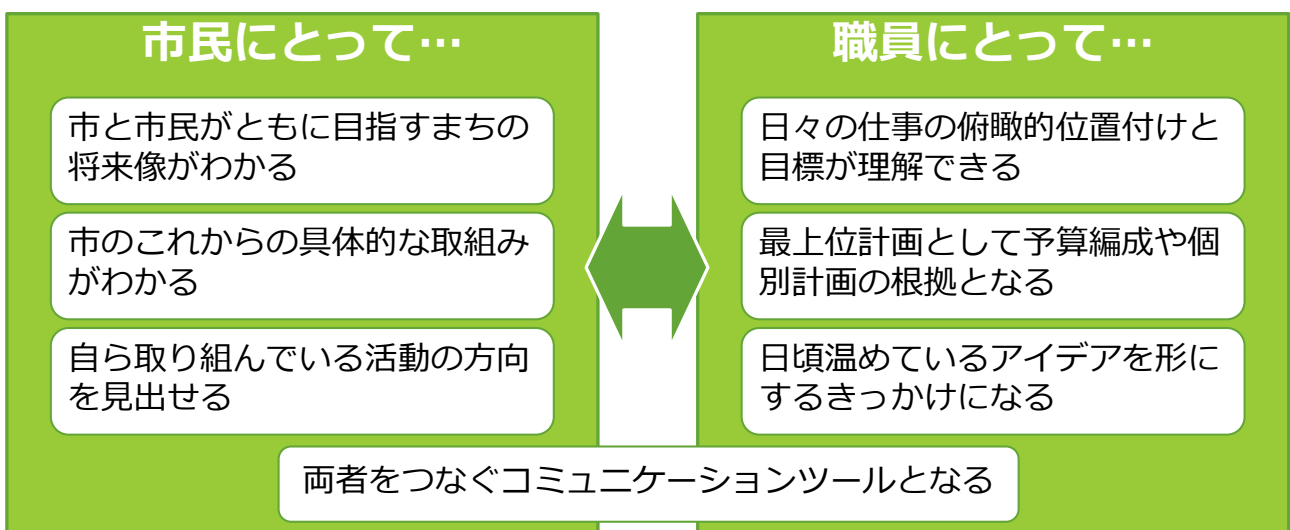 市民にとって…
市と市民がともに目指すまちの
将来像がわかる
市のこれからの具体的な取組み
がわかる
自ら取り組んでいる活動の方向
を見出せる
職員にとって…
日々の仕事の俯瞰的位置付けと
目標が理解できる
最上位計画として予算編成や個
別計画の根拠となる
日頃温めているアイデアを形に
するきっかけになる
両者をつなぐコミュニケーションツールとなる